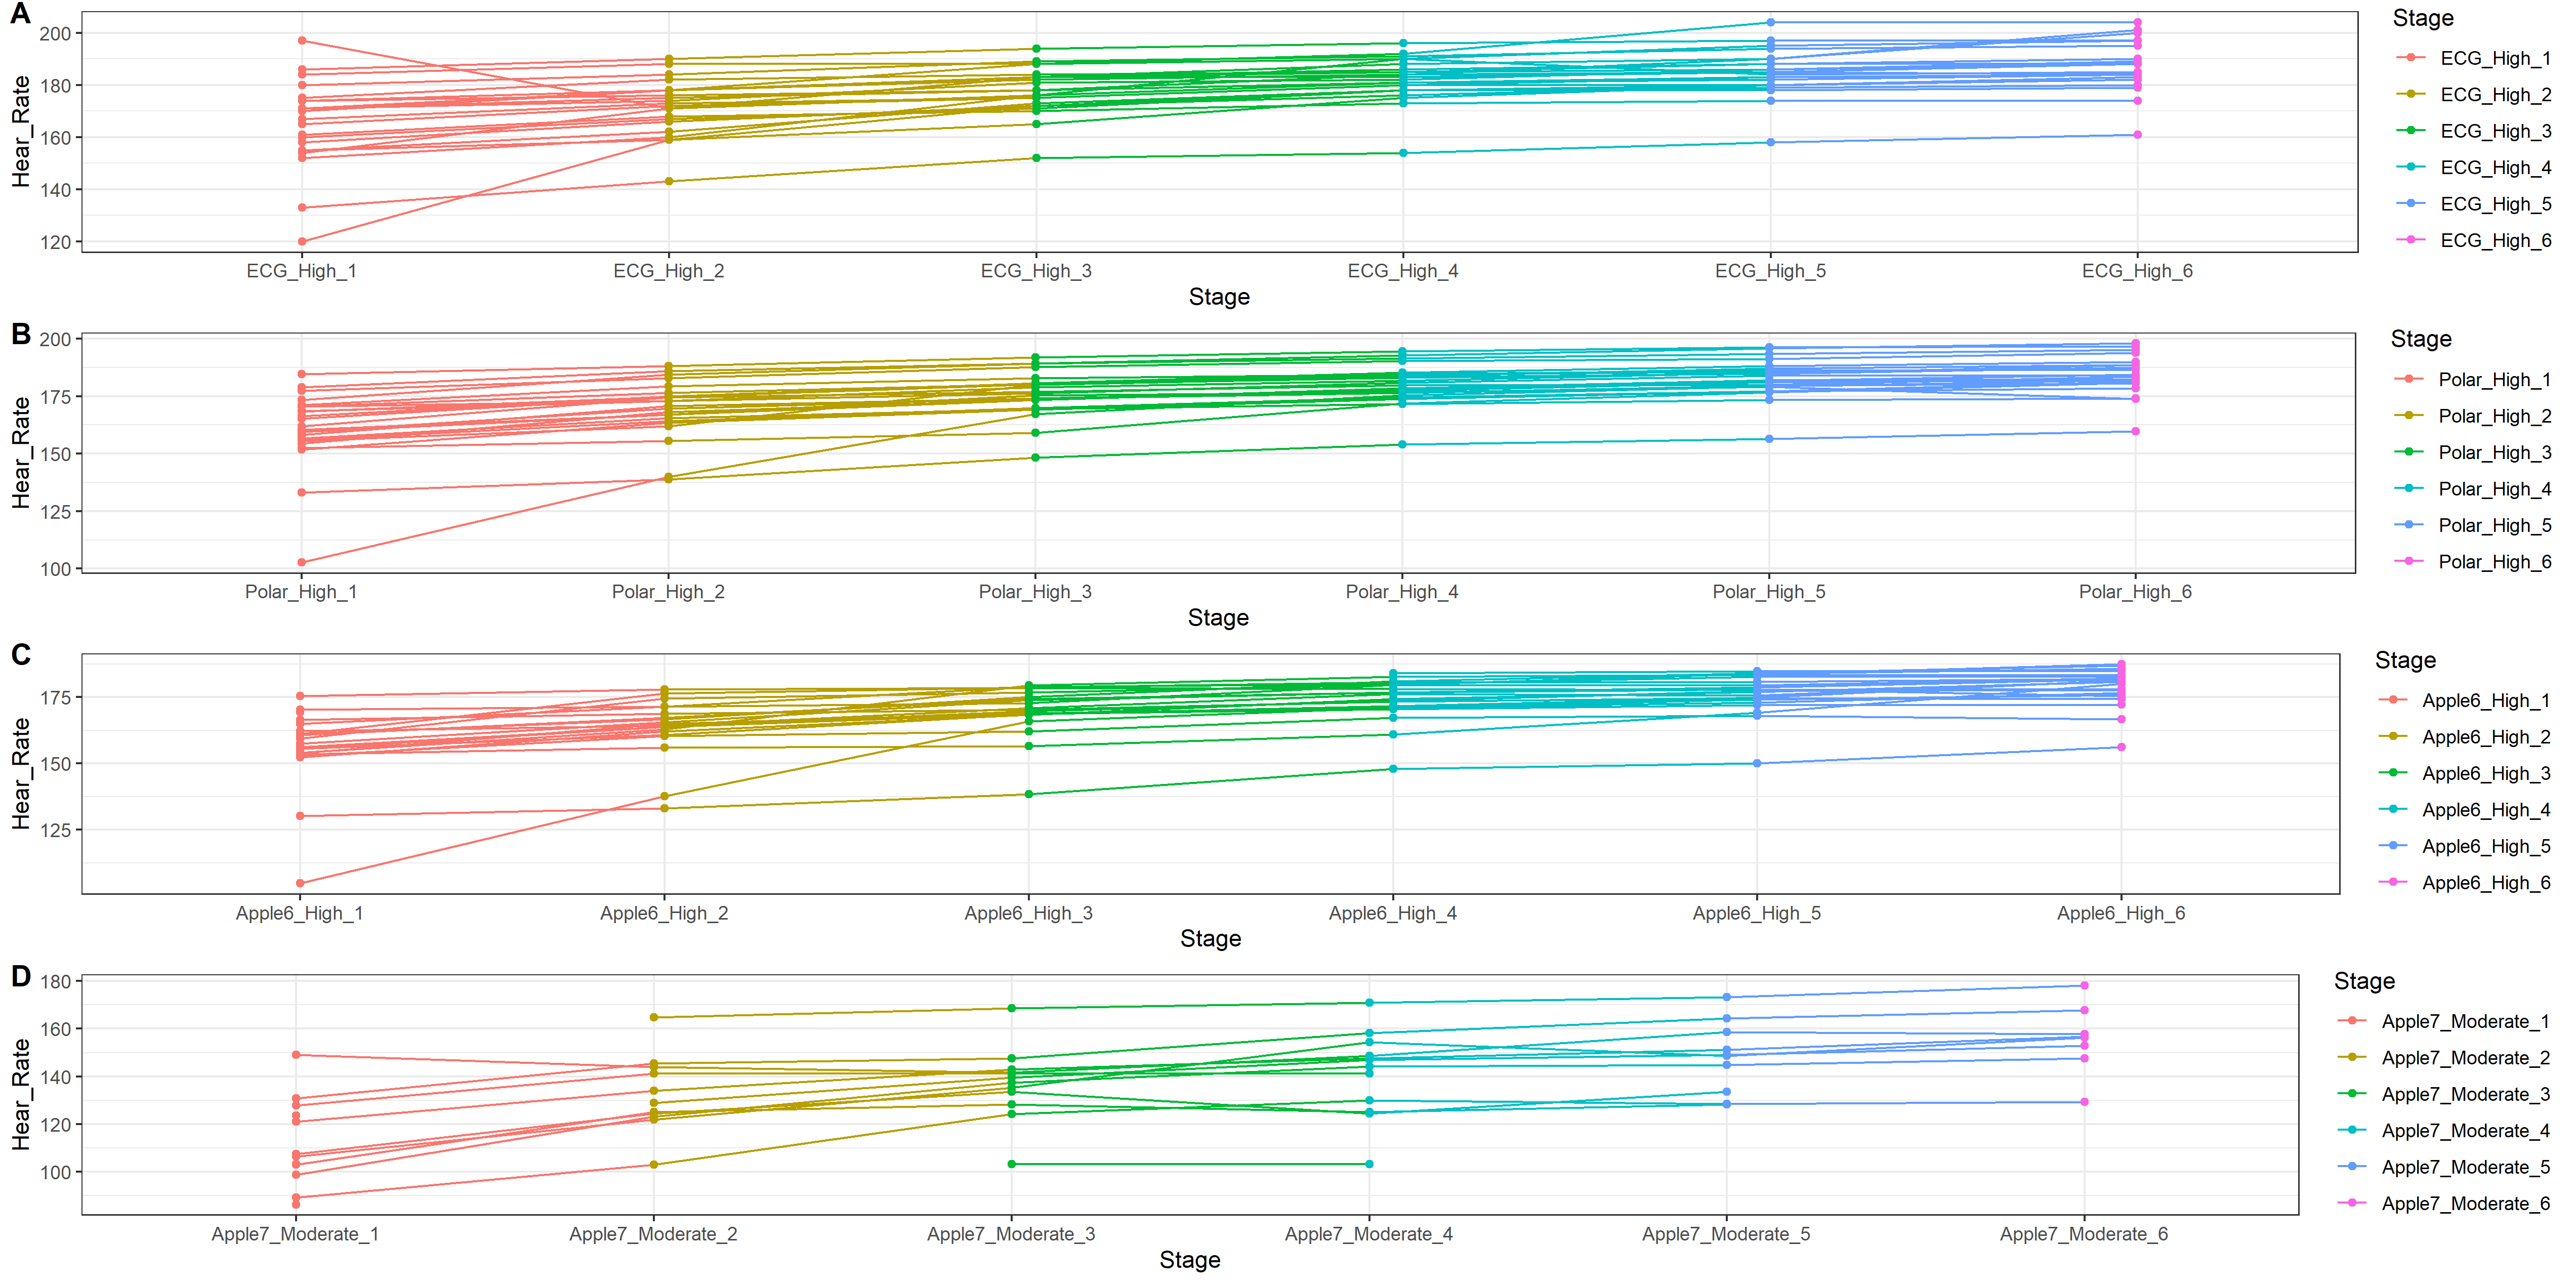 A
Hear_Rate
200
180
160
140
120
ECG_High_1 ECG_High_2 ECG_High_3 ECG_High_4 ECG_High_5 ECG_High_6
Stage
Stage
ECG_High_1
ECG_High_2
ECG_High_3
ECG_High_4
ECG_High_5
ECG_High_6
B
Hear_Rate
200
175
150
125
100
Polar_High_1 Polar_High_2 Polar_High_3 Polar_High_4 Polar_High_5 Polar_High_6
Stage
Stage
Polar_High_1
Polar_High_2
Polar_High_3
Polar_High_4
Polar_High_5
Polar_High_6
C
Hear_Rate
175
150
125
Apple6_High_1 Apple6_High_2 Apple6_High_3 Apple6_High_4 Apple6_High_5 Apple6_High_6
Stage
Stage
Apple6_High_1
Apple6_High_2
Apple6_High_3
Apple6_High_4
Apple6_High_5
Apple6_High_6
D
Hear_Rate
180
160
140
120
100
Apple7_Moderate_1 Apple7_Moderate_2 Apple7_Moderate_3 Apple7_Moderate_4 Apple7_Moderate_5 Apple7_Moderate_6
Stage
Stage
Apple7_Moderate_1
Apple7_Moderate_2
Apple7_Moderate_3
Apple7_Moderate_4
Apple7_Moderate_5
Apple7_Moderate_6